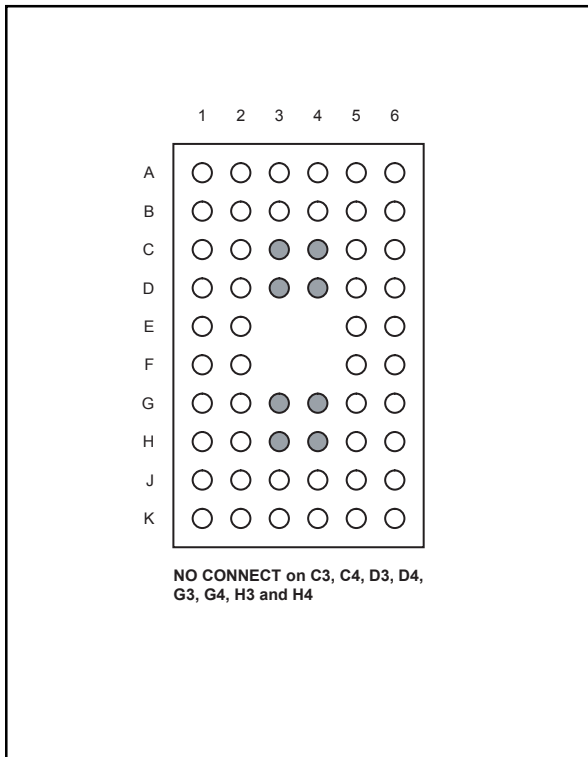 1 2 3 4 5 6
A
B
C
D
E
F
G
H
J
K
NO CONNECT on C3, C4, D3, D4,
G3, G4, H3 and H4